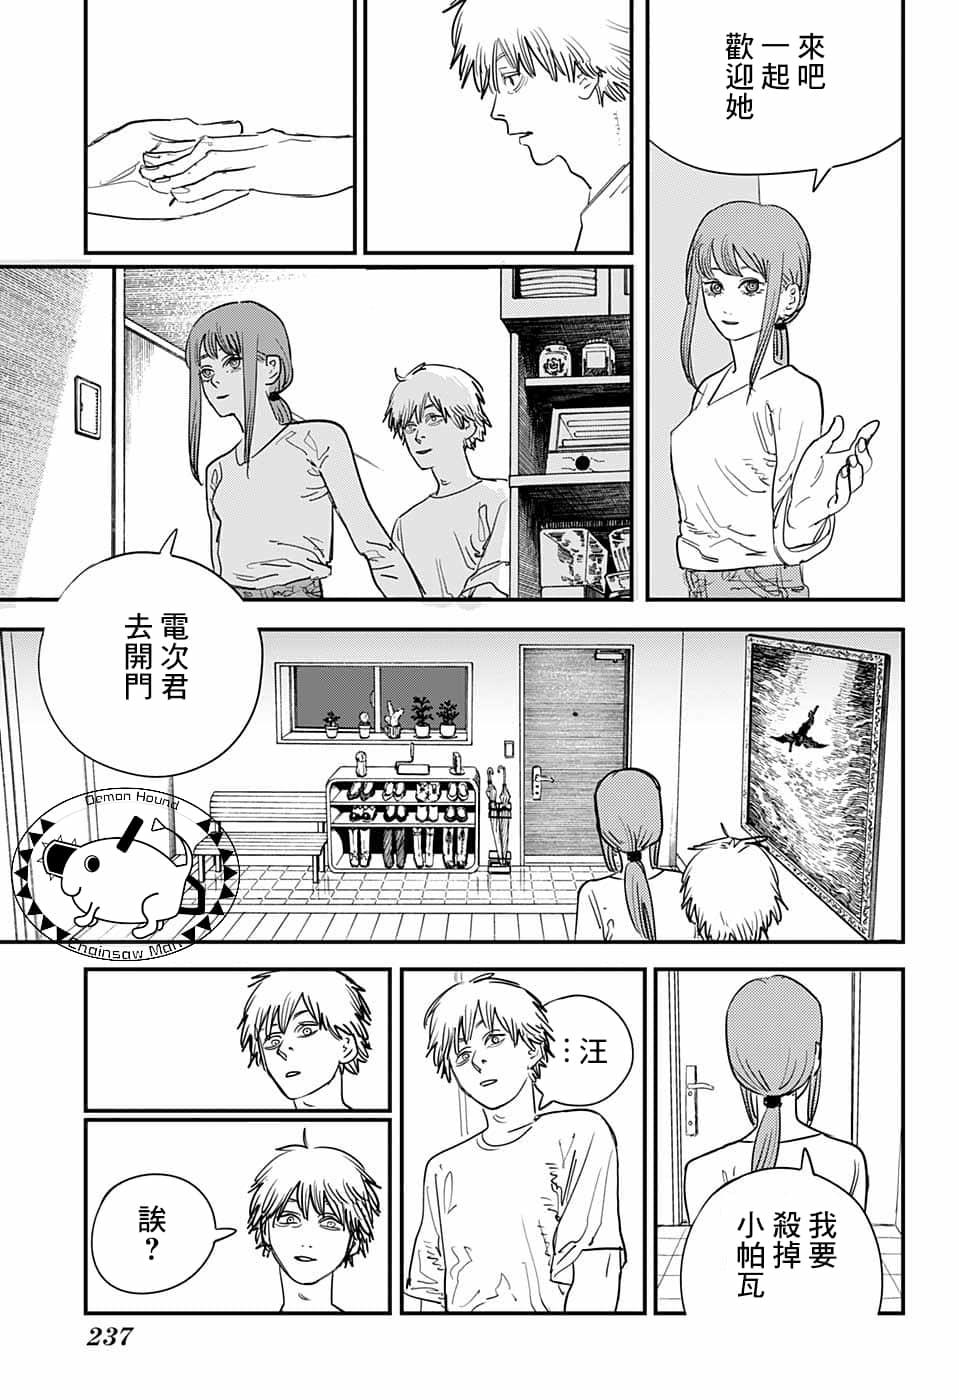 來吧
一起
歡迎她
電次君
去開門
Demon Hound
Chainsaw Man
我要
殺掉
小帕瓦
汪
…
誒?
237